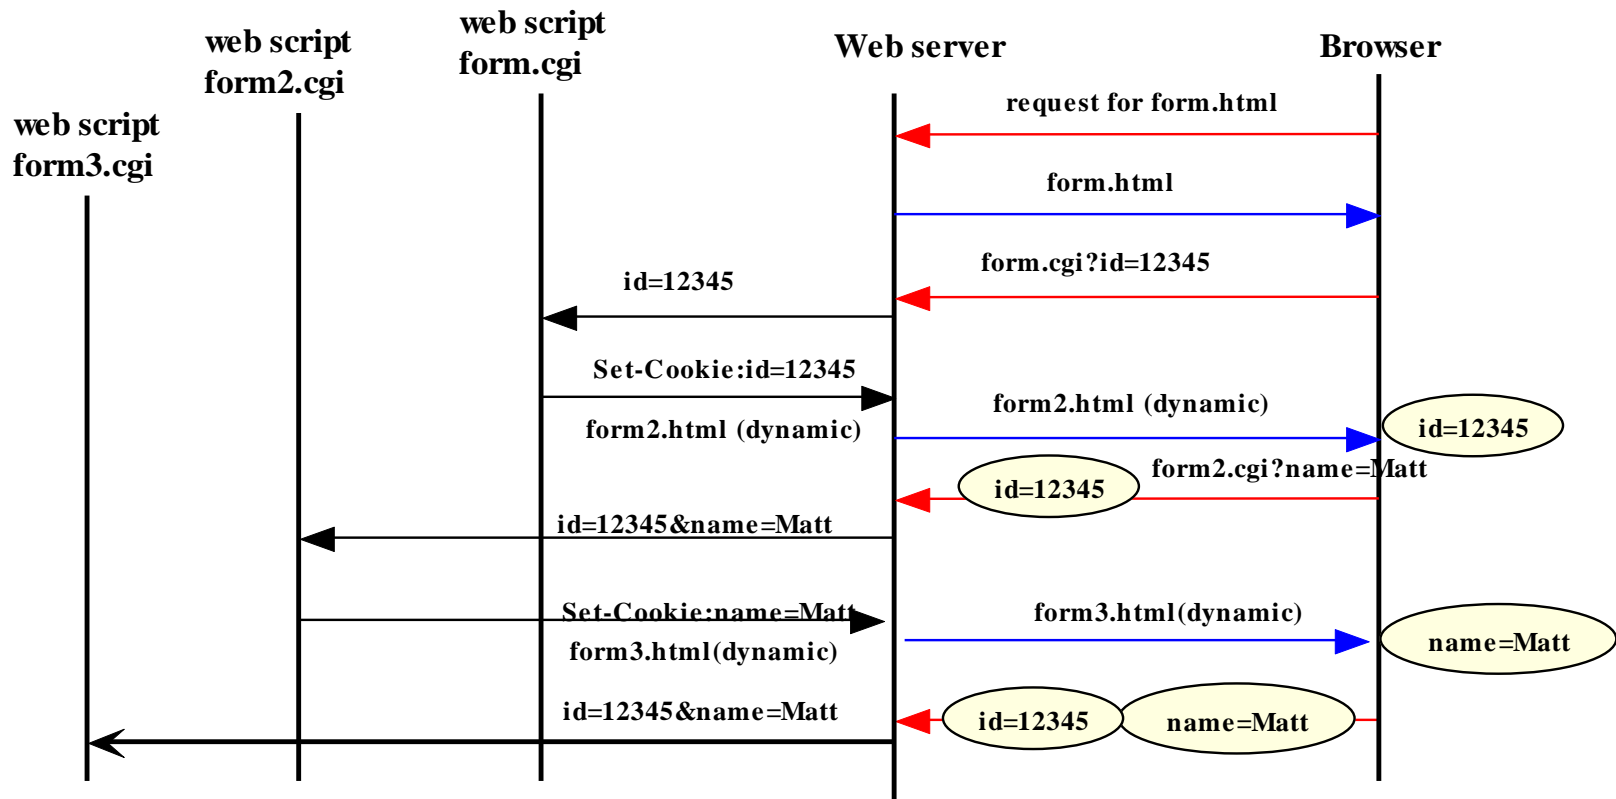 web script
form.cgi
web script
form2.cgi
Web server
Browser
web script
form3.cgi
request for form.html
form.html
form.cgi?id=12345
id=12345
Set-Cookie:id=12345
form2.html (dynamic)
form2.html (dynamic)
id=12345
form2.cgi?name=Matt
id=12345
id=12345&name=Matt
Set-Cookie:name=Matt
form3.html(dynamic)
form3.html(dynamic)
name=Matt
id=12345&name=Matt
id=12345
name=Matt